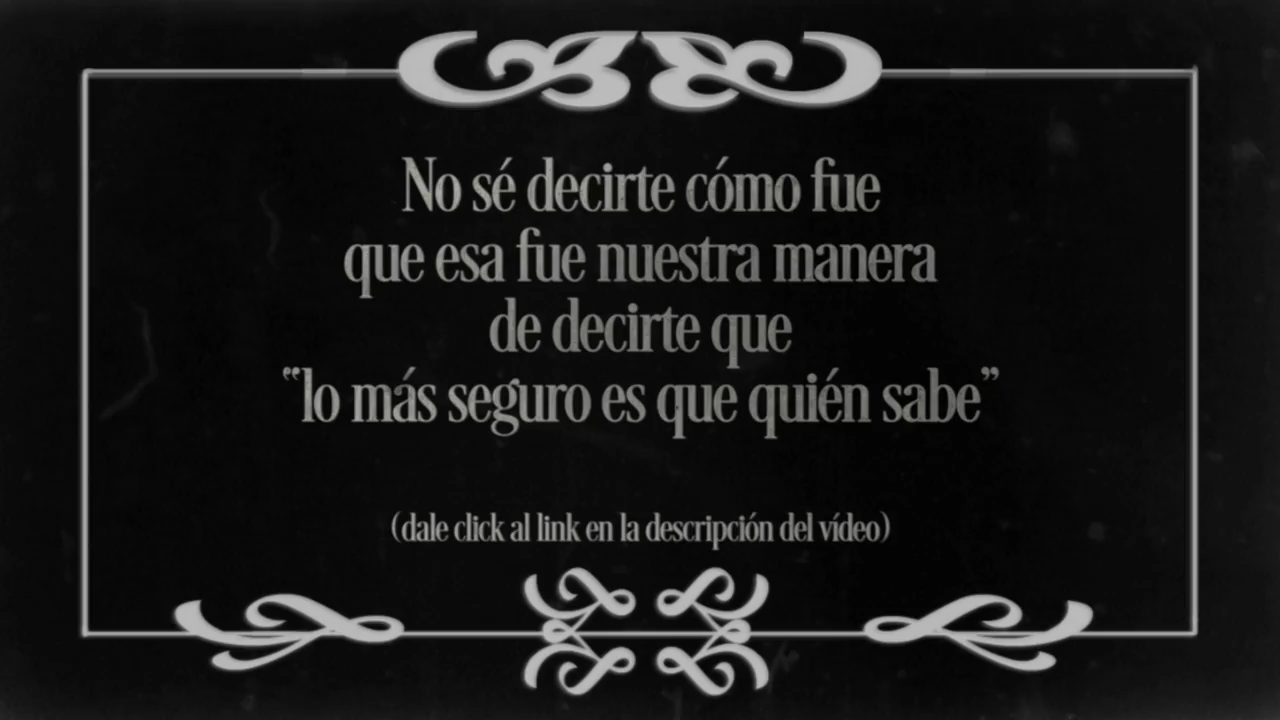 No sé decirte cómo fue
que esa fue nuestra manera
de decirte que
“lo más seguro es que quién sabe”
(dale click al link en la descripción del vídeo)